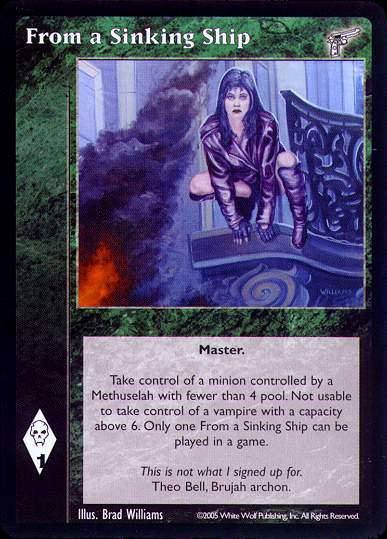 From a Sinking Ship
WILLIAMS
Master.
Take control of a minion controlled by a
Methuselah with fewer than 4 pool. Not usable
to take control of a vampire with a capacity
above 6. Only one From a Sinking Ship can be
played in a game.
This is not what I signed up for.
Theo Bell, Brujah archon.
1
Illus. Brad Williams
©2005 White Wolf Publishing, Inc. All Rights Reserved.